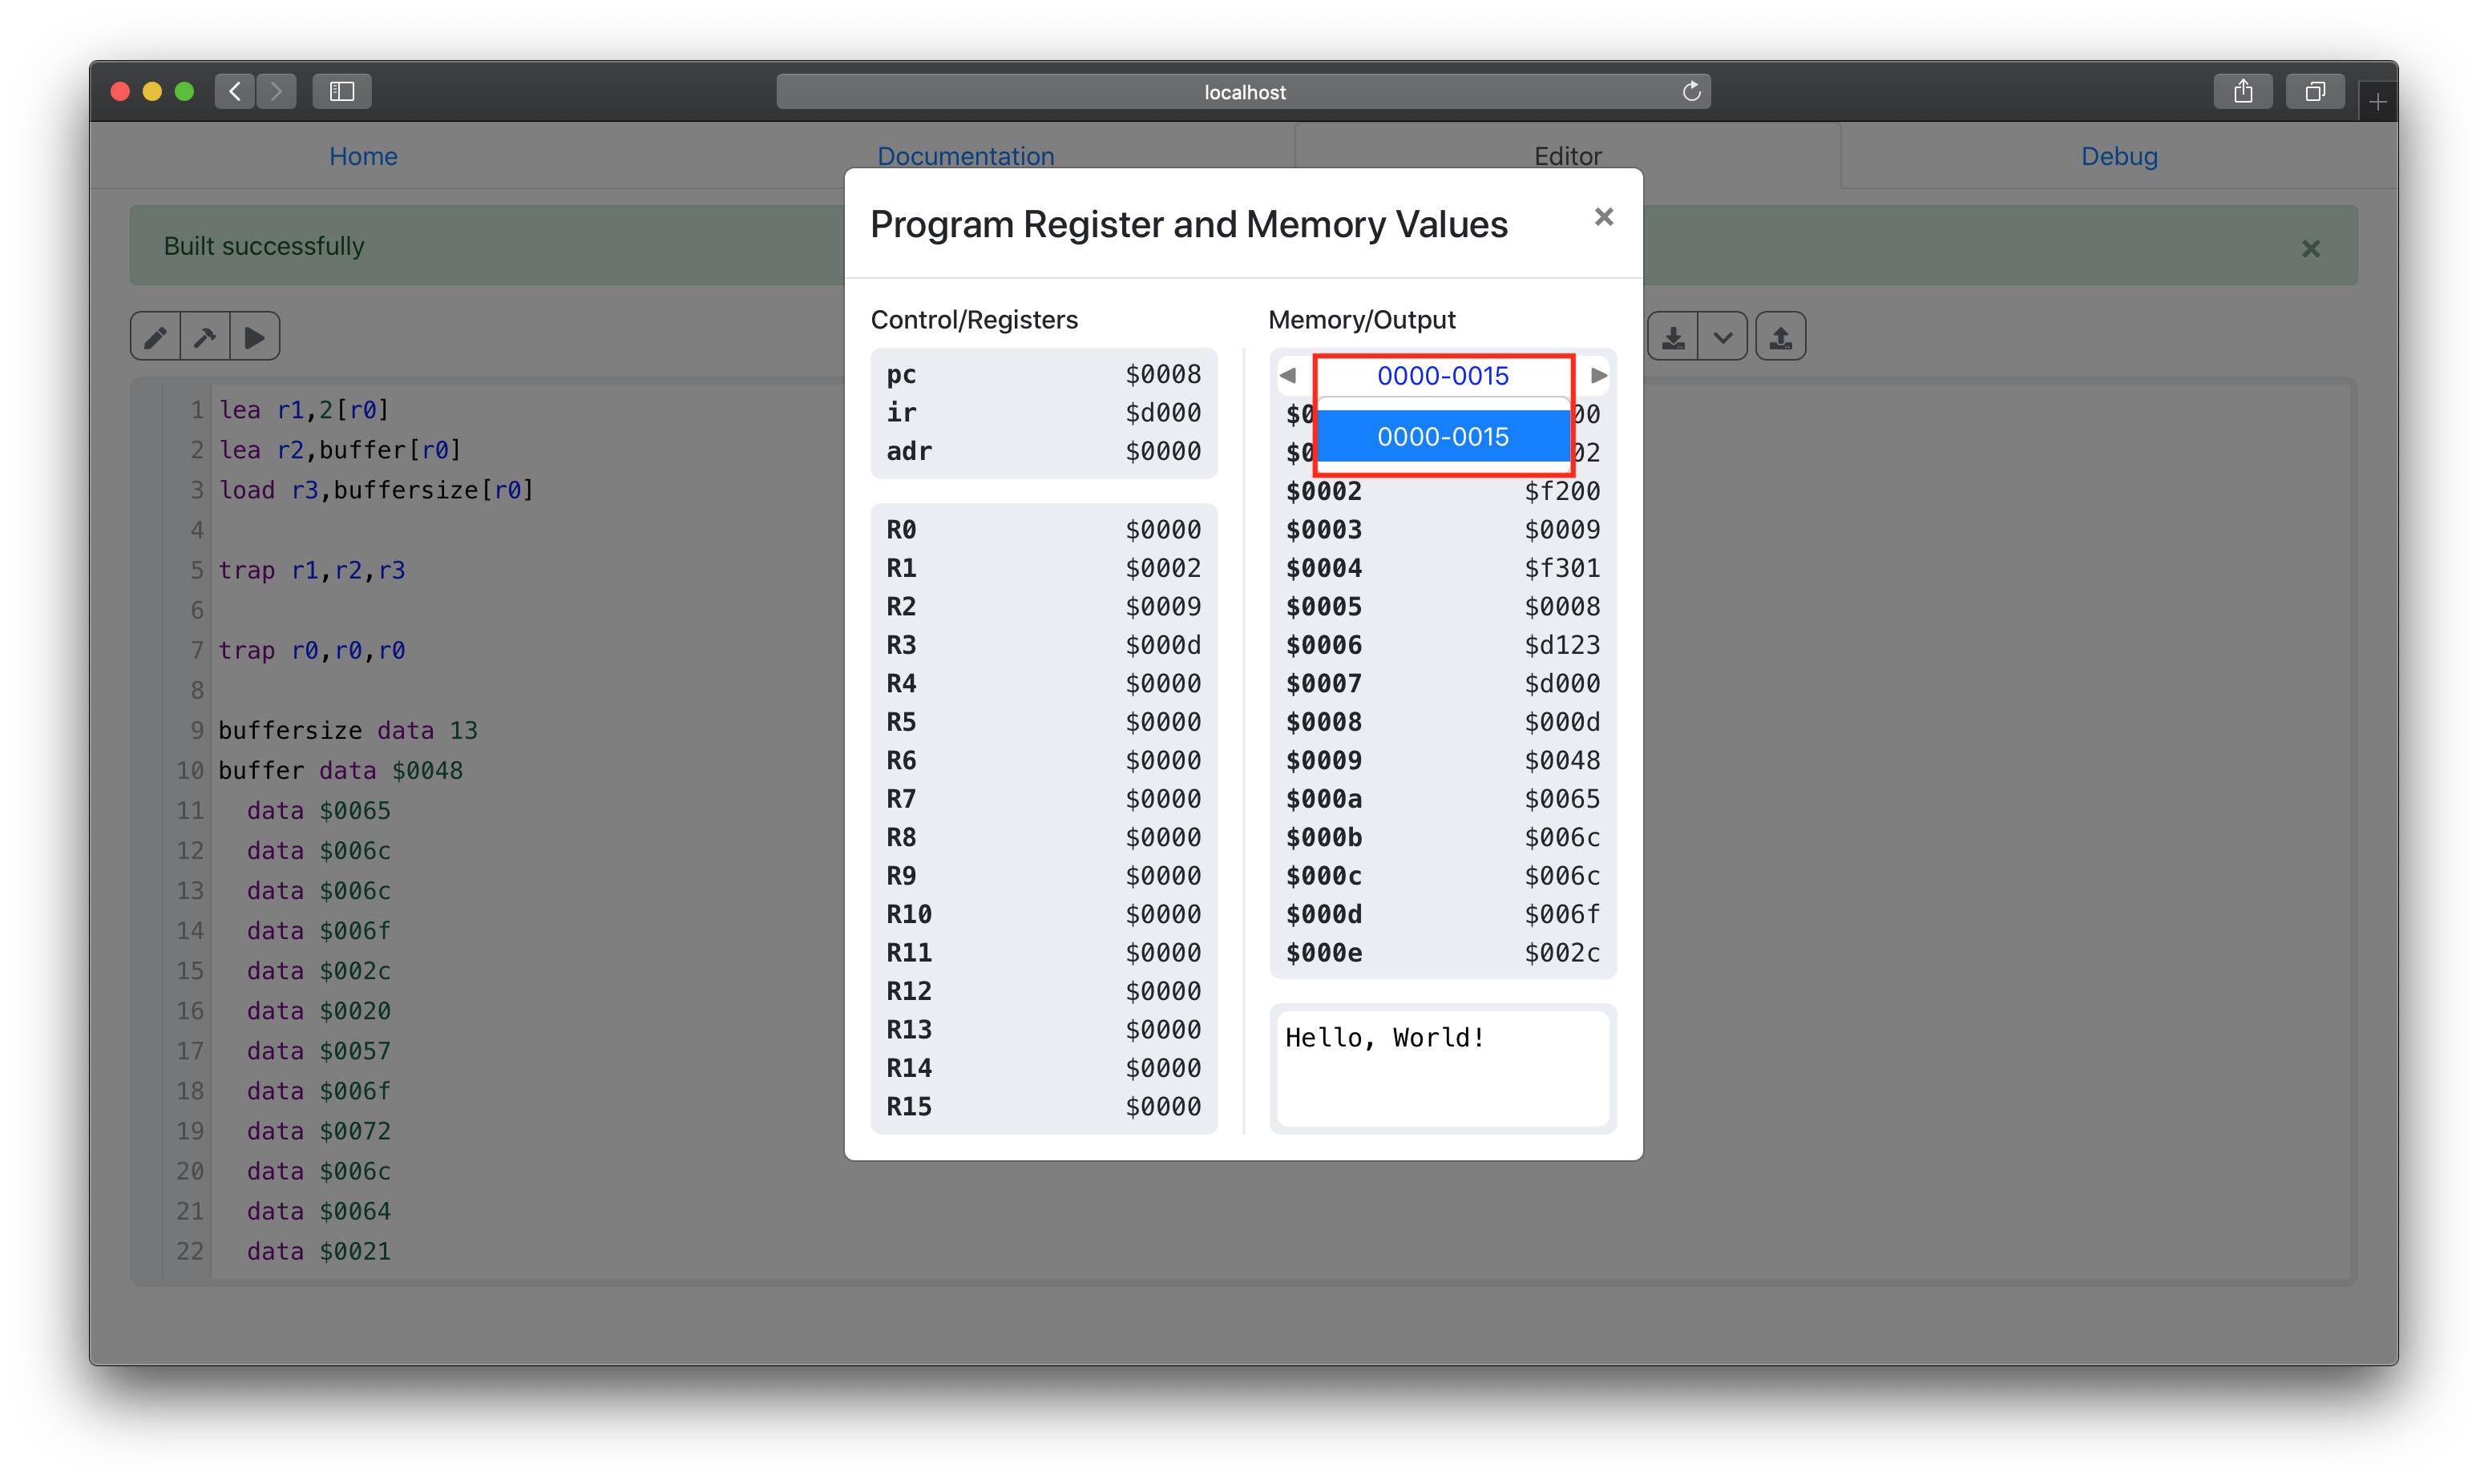 localhost
Home Documentation Editor Debug
Built successfully
Program Register and Memory Values
Control/Registers
pc $0008
ir $d000
adr $0000
R0 $0000
R1 $0002
R2 $0009
R3 $000d
R4 $0000
R5 $0000
R6 $0000
R7 $0000
R8 $0000
R9 $0000
R10 $0000
R11 $0000
R12 $0000
R13 $0000
R14 $0000
R15 $0000
Memory/Output
0000-0015
0000-0015
$0002 $f200
$0003 $0009
$0004 $f301
$0005 $0008
$0006 $d123
$0007 $d000
$0008 $000d
$0009 $0048
$000a $0065
$000b $006c
$000c $006c
$000d $006f
$000e $002c
Hello, World!
1 lea r1,2[r0]
2 lea r2,buffer[r0]
3 load r3,buffersize[r0]
4
5 trap r1,r2,r3
6
7 trap r0,r0,r0
8
9 buffersize data 13
10 buffer data $0048
11 data $0065
12 data $006c
13 data $006c
14 data $006f
15 data $002c
16 data $0020
17 data $0057
18 data $006f
19 data $0072
20 data $006c
21 data $0064
22 data $0021